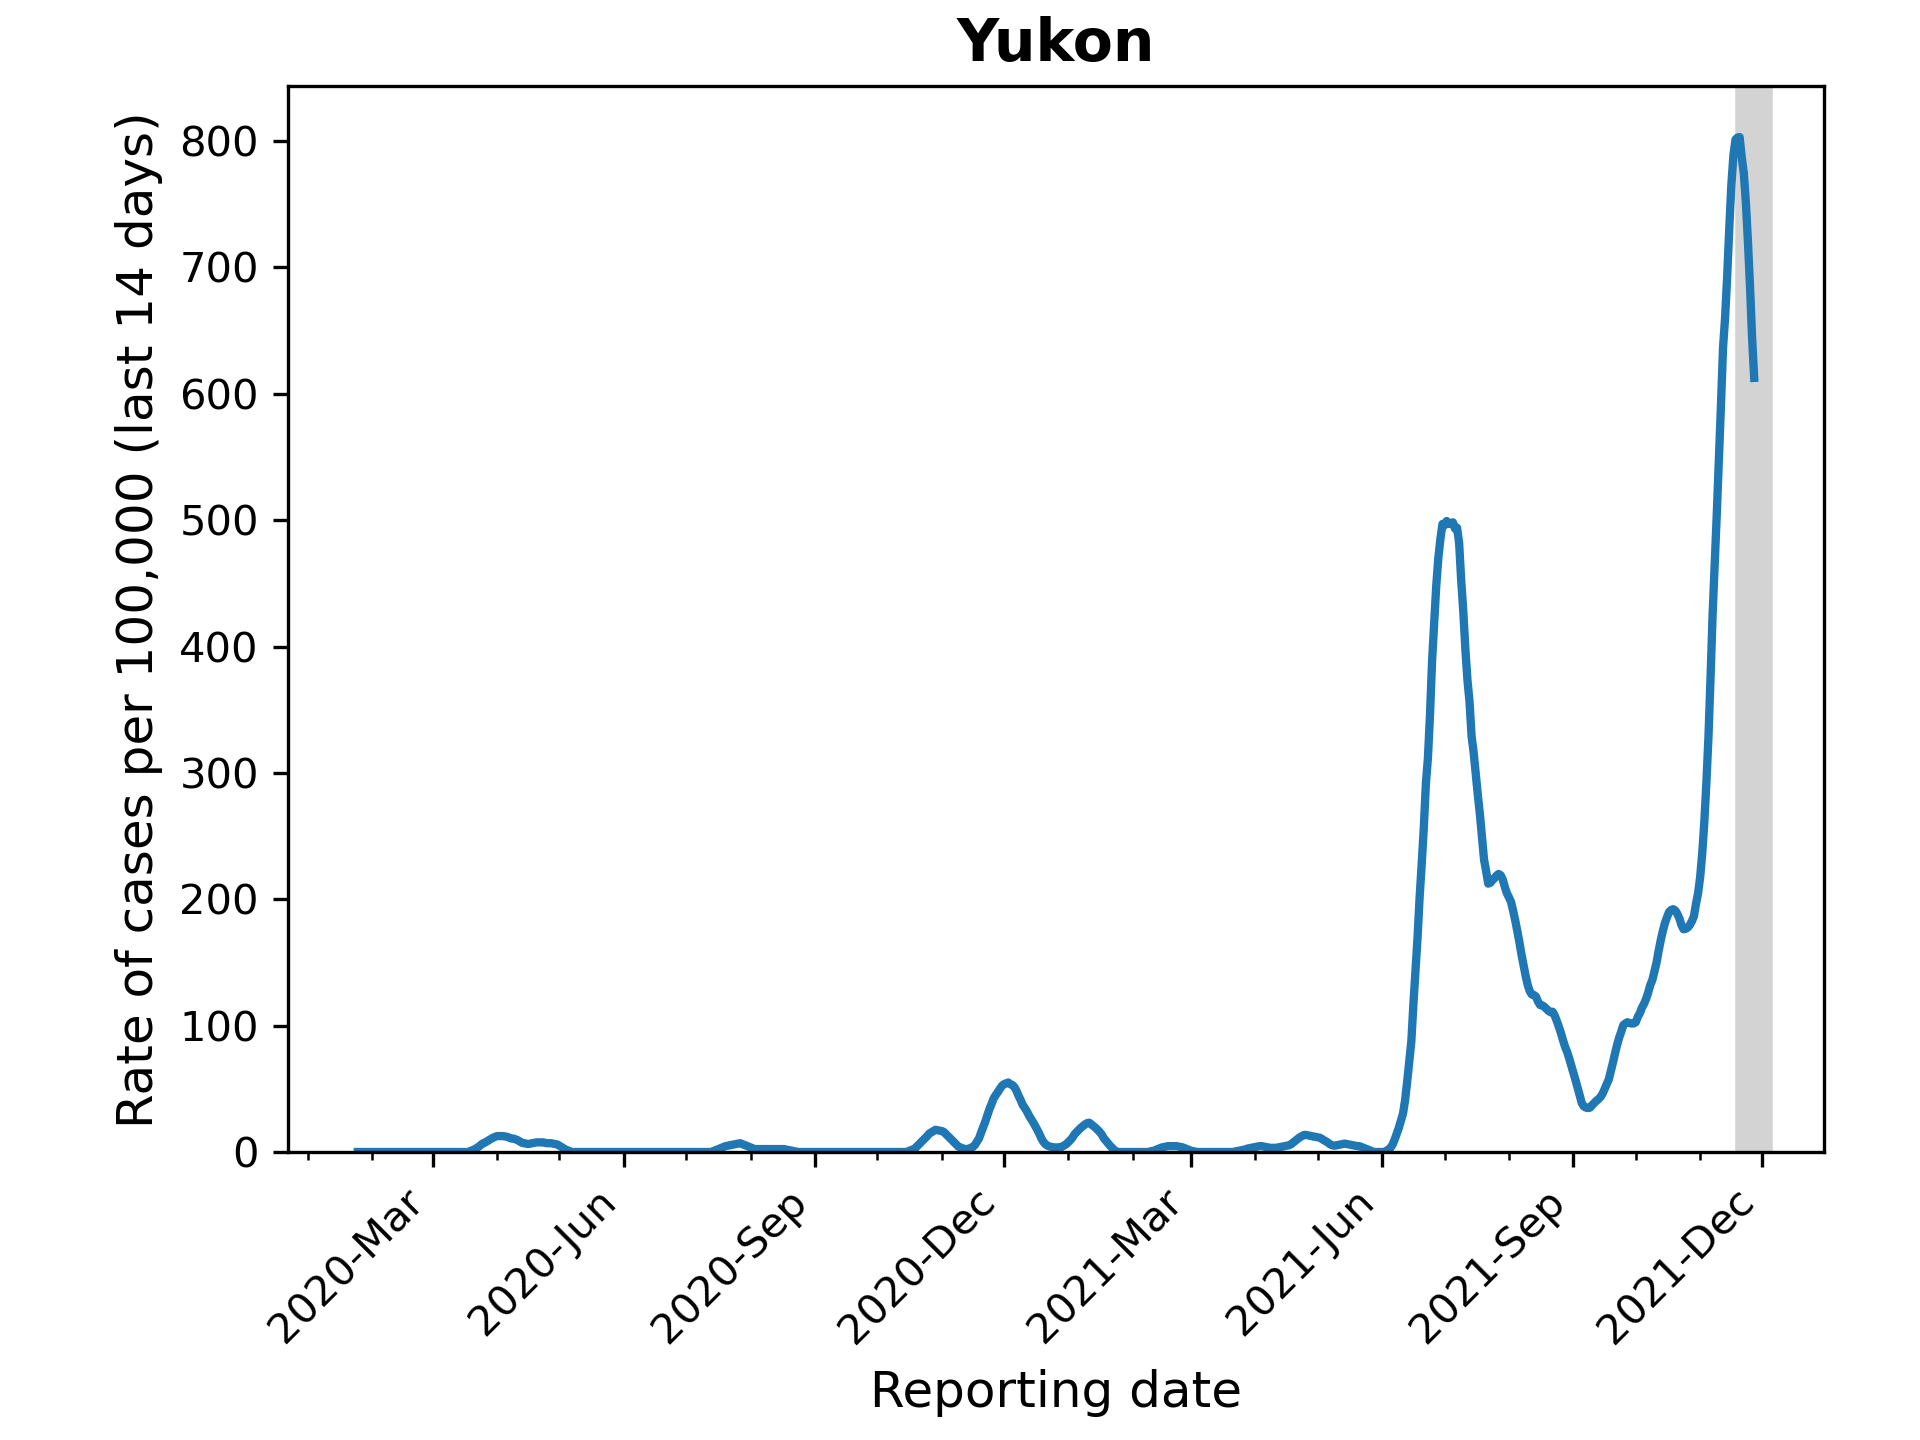 Yukon
Rate of cases per 100,000 (last 14 days)
800
700
600
500
400
300
200
100
0
2020-Mar
2020-Jun
2020-Sep
2020-Dec
2021-Mar
2021-Jun
2021-Sep
2021-Dec
Reporting date